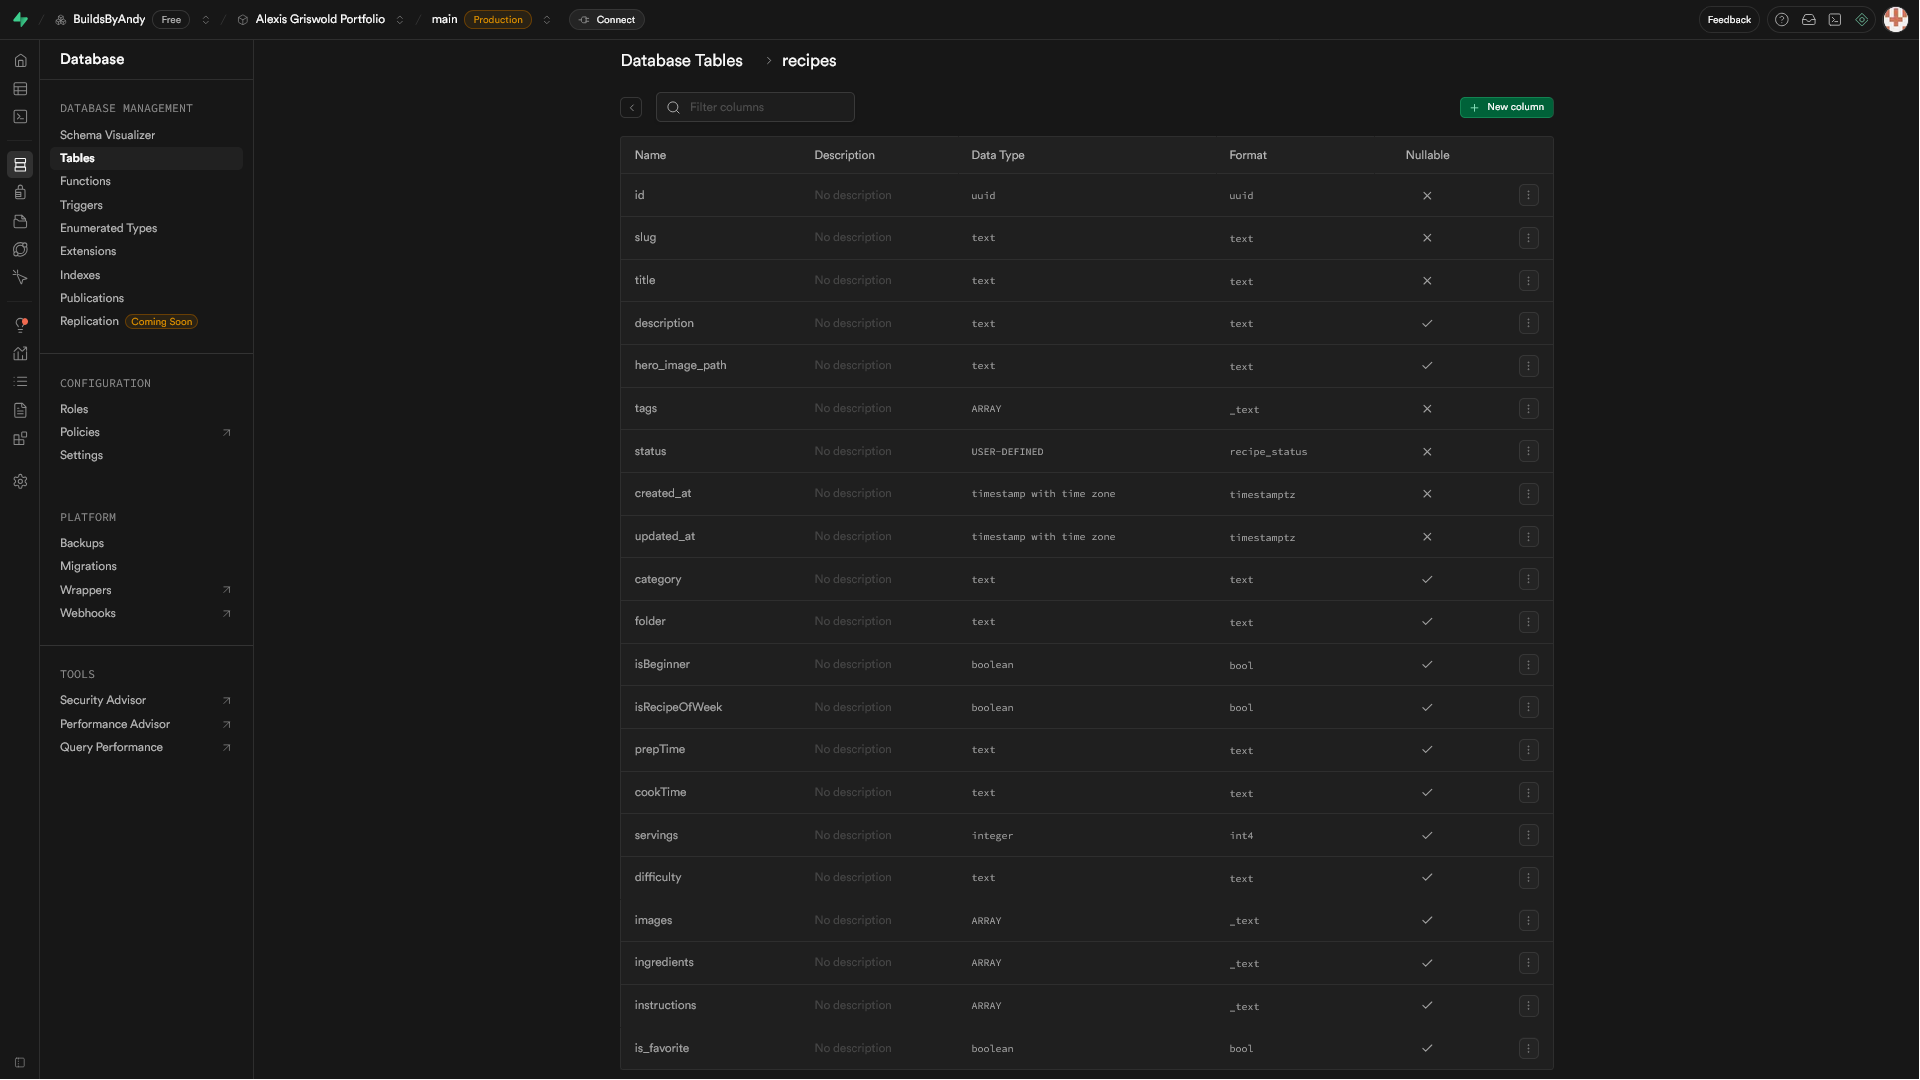 BuildsByAndy Free Alexis Griswold Portfolio main Production Connect Feedback
Database
Database Tables recipes
DATABASE MANAGEMENT
Schema Visualizer
Tables
Functions
Triggers
Enumerated Types
Extensions
Indexes
Publications
Replication Coming Soon
CONFIGURATION
Roles
Policies
Settings
PLATFORM
Backups
Migrations
Wrappers
Webhooks
TOOLS
Security Advisor
Performance Advisor
Query Performance
Filter columns
New column
Name Description Data Type Format Nullable
id No description uuid uuid
slug No description text text
title No description text text
description No description text text
hero_image_path No description text text
tags No description ARRAY _text
status No description USER-DEFINED recipe_status
created_at No description timestamp with time zone timestamptz
updated_at No description timestamp with time zone timestamptz
category No description text text
folder No description text text
isBeginner No description boolean bool
isRecipeOfWeek No description boolean bool
prepTime No description text text
cookTime No description text text
servings No description integer int4
difficulty No description text text
images No description ARRAY _text
ingredients No description ARRAY _text
instructions No description ARRAY _text
is_favorite No description boolean bool